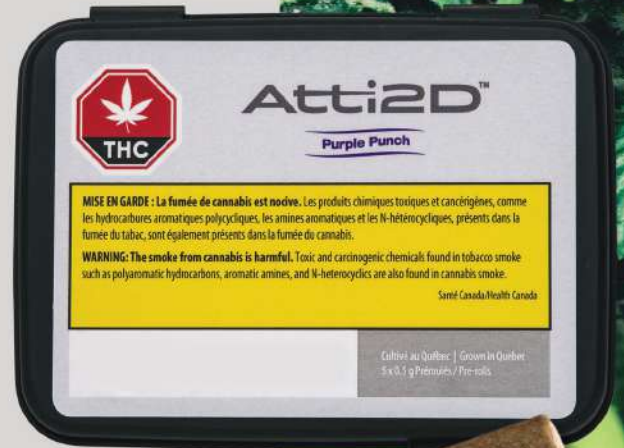 Atti2D™
THC
Purple Punch
MISE EN GARDE : La fumée de cannabis est nocive. Les produits chimiques toxiques et cancérigènes, comme
les hydrocarbures aromatiques polycycliques, les amines aromatiques et les N-hétérocycliques, présents dans la
fumée du tabac, sont également présents dans la fumée du cannabis.
WARNING: The smoke from cannabis is harmful. Toxic and carcinogenic chemicals found in tobacco smoke
such as polyaromatic hydrocarbons, aromatic amines, and N-heterocyclics are also found in cannabis smoke.
Santé Canada/Health Canada
Cultivé au Québec | Grown in Quebec
5 x 0.5 g Préroulés / Pre-rolls